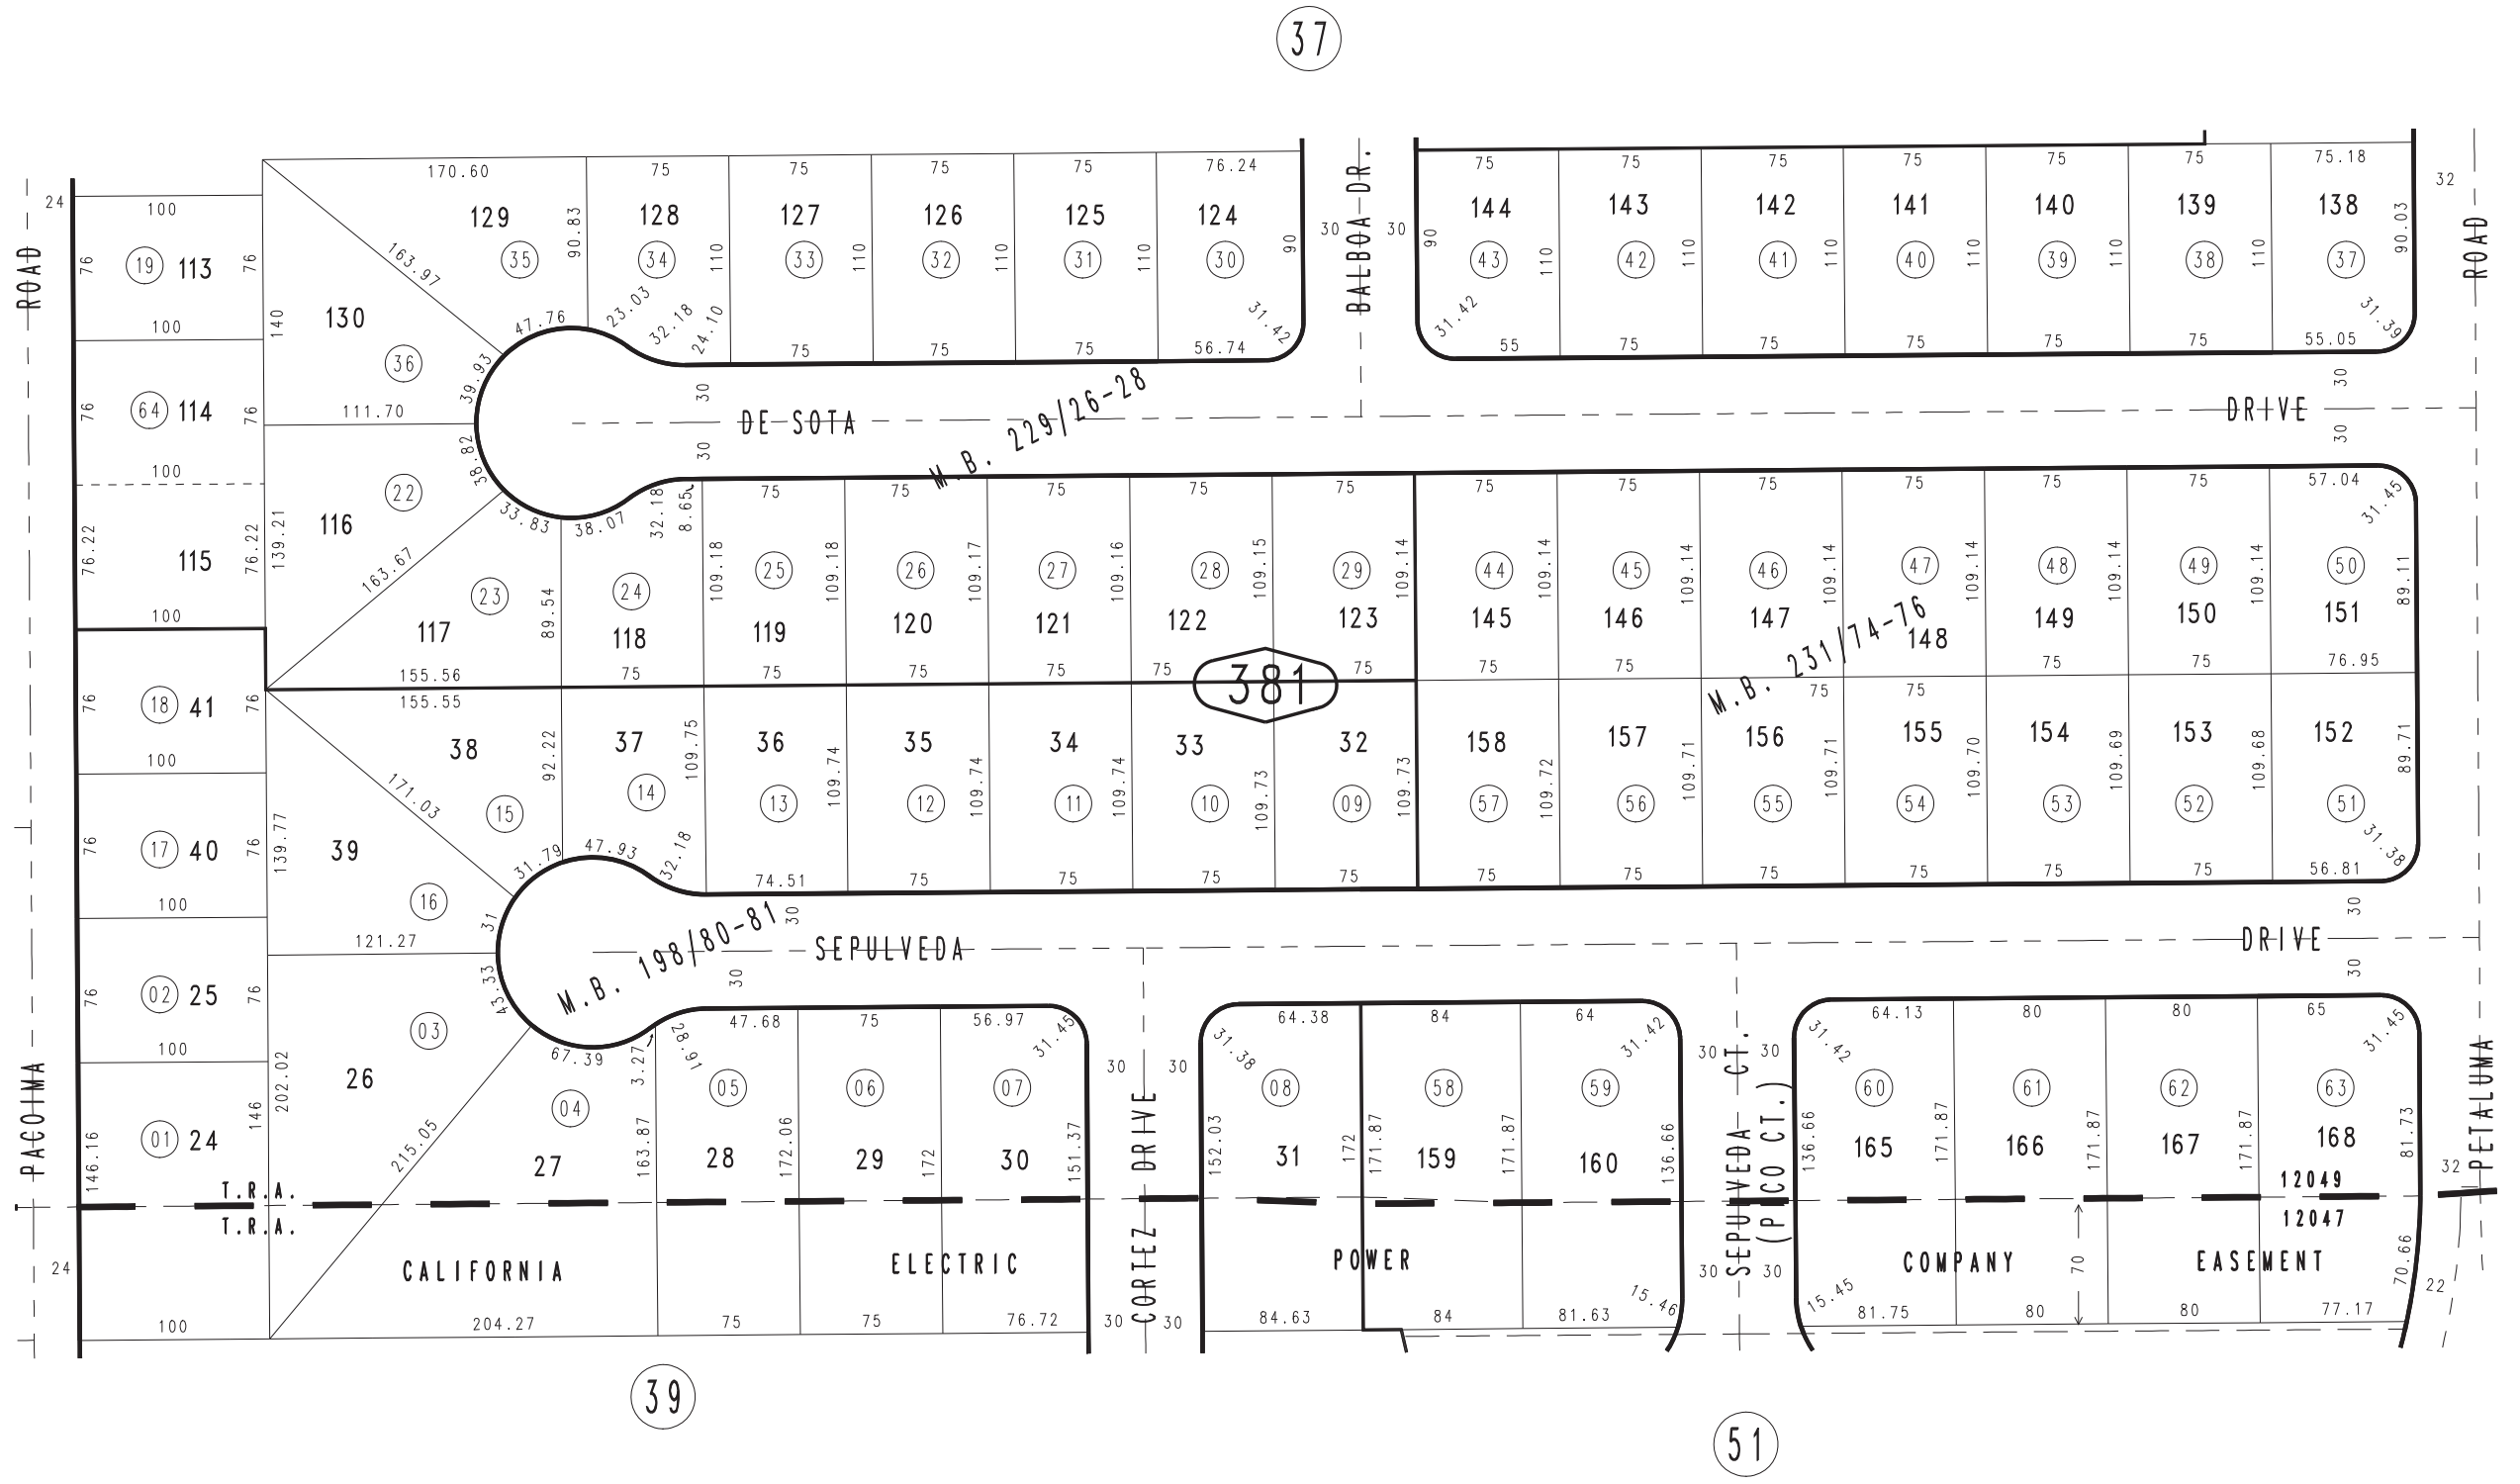 37
170.60 75 75 75 75 76.24 75 75 75 75 75 75 75.18
24 32
100
129 128 127 126 125 124 144 143 142 141 140 139 138
ROAD BALBOA DR. ROAD
30 30
76 19 113 76
163.97 35 90.83 34 110 33 110 32 110 31 110 30 90 90 43 110 42 110 41 110 40 110 39 110 38 110 37 90.03
100 140 130
47.76 23.03 32.18 24.10 31.42 31.42 31.39
36 75 75 75 56.74 55 75 75 75 75 75 55.05
39.93
76 64 114 76 111.70 30 30
DE SOTA DRIVE
M.B. 229/26-28
38.82 30 30
100
22 33.83 38.07 32.18 8.65 75 75 75 75 75 75 75 75 75 75 75 57.04 31.45
116
76.22 115 76.22 139.21 163.67
23 89.54 24 109.18 25 109.18 26 109.17 27 109.16 28 109.15 29 109.14 44 109.14 45 109.14 46 109.14 47 109.14 48 109.14 49 109.14 50 89.11
100
117 118 119 120 121 122 123 145 146 147 148 149 150 151
155.56 75 75 75 75 75 75 75 75 75 75 76.95
381
M.B. 231/74-76
155.55 75 75
76 18 41 76
38 37 36 35 34 33 32 158 157 156 155 154 153 152
100
171.03 15 92.22 14 109.75 13 109.74 12 109.74 11 109.74 10 109.73 09 109.73 57 109.72 56 109.71 55 109.71 54 109.70 53 109.69 52 109.68 51 89.71
76 17 40 76 139.77 39
31.79 47.93 32.18 31.38
74.51 75 75 75 75 75 75 75 75 75 75 56.81
100 16
31 30 30
121.27
M.B. 198/80-81
SEPULVEDA DRIVE
76 02 25 76 43.33 30 30
03
47.68 75 56.97 31.45 64.38 84 64 31.42 64.13 80 80 65 31.45
100
67.39 3.27 28.91 31.38 31.42
30 30 30 30
202.02 26
04 05 06 07 08 58 59 60 61 62 63
PACOIMA CORTEZ DRIVE SEPULVEDA CT. (PICO CT.) PETALUMA
146.16 01 24 146 215.05
27 163.87 28 172.06 29 172 30 151.37 152.03 31 172 171.87 159 171.87 160 136.66 136.66 165 171.87 166 171.87 167 171.87 168 81.73
32
T.R.A. 12049
T.R.A. 12047
24 CALIFORNIA ELECTRIC POWER COMPANY EASEMENT
30 30 70 70.66 22
15.46 15.45
100 204.27 75 75 76.72 30 30 84.63 84 81.63 81.75 80 80 77.17
39
51